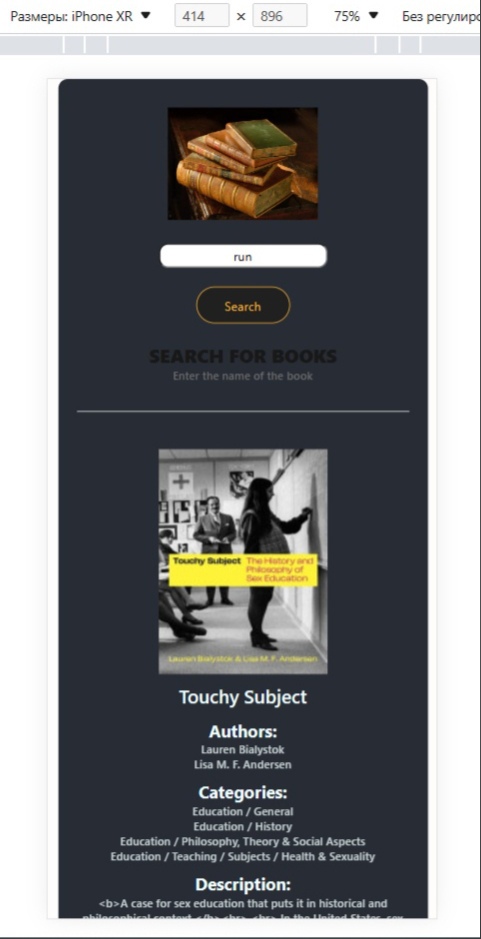 Размеры: iPhone XR ▼ 414 × 896 75% ▼ Без регулиро
run
Search
SEARCH FOR BOOKS
Enter the name of the book
Touchy Subject The History and
Philosophy of
Sex Education
Lauren Bialystok & Lisa M. F. Andersen
Touchy Subject
Authors:
Lauren Bialystok
Lisa M. F. Andersen
Categories:
Education / General
Education / History
Education / Philosophy, Theory & Social Aspects
Education / Teaching / Subjects / Health & Sexuality
Description:
<b>A case for sex education that puts it in historical and
philosophical context.</b> <br> <br> In the United States, sex